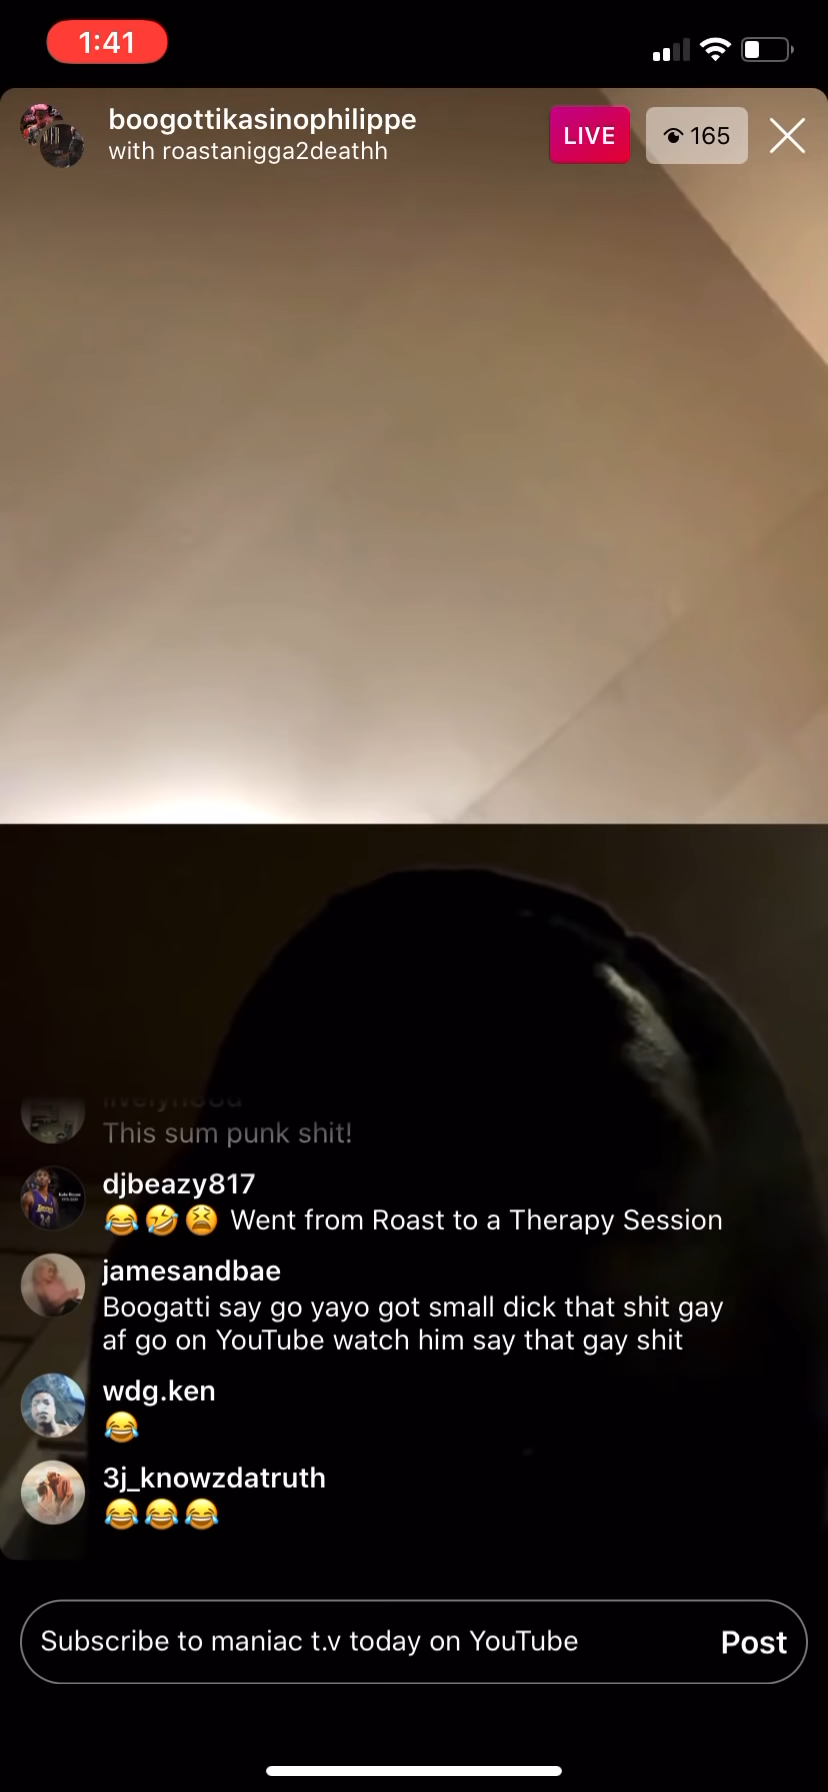 1:41
boogottikasinophilippe
with roastanigga2deathh
LIVE
165
This sum punk shit!
djbeazy817
😂🤣😫 Went from Roast to a Therapy Session
jamesandbae
Boogatti say go yayo got small dick that shit gay
af go on YouTube watch him say that gay shit
wdg.ken
😂
3j_knowzdatruth
😂😂😂
Subscribe to maniac t.v today on YouTube
Post